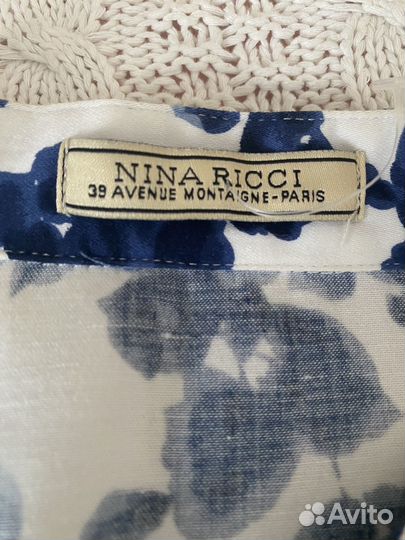 NINA RICCI
39 AVENUE MONTAIGNE-PARIS
Avito